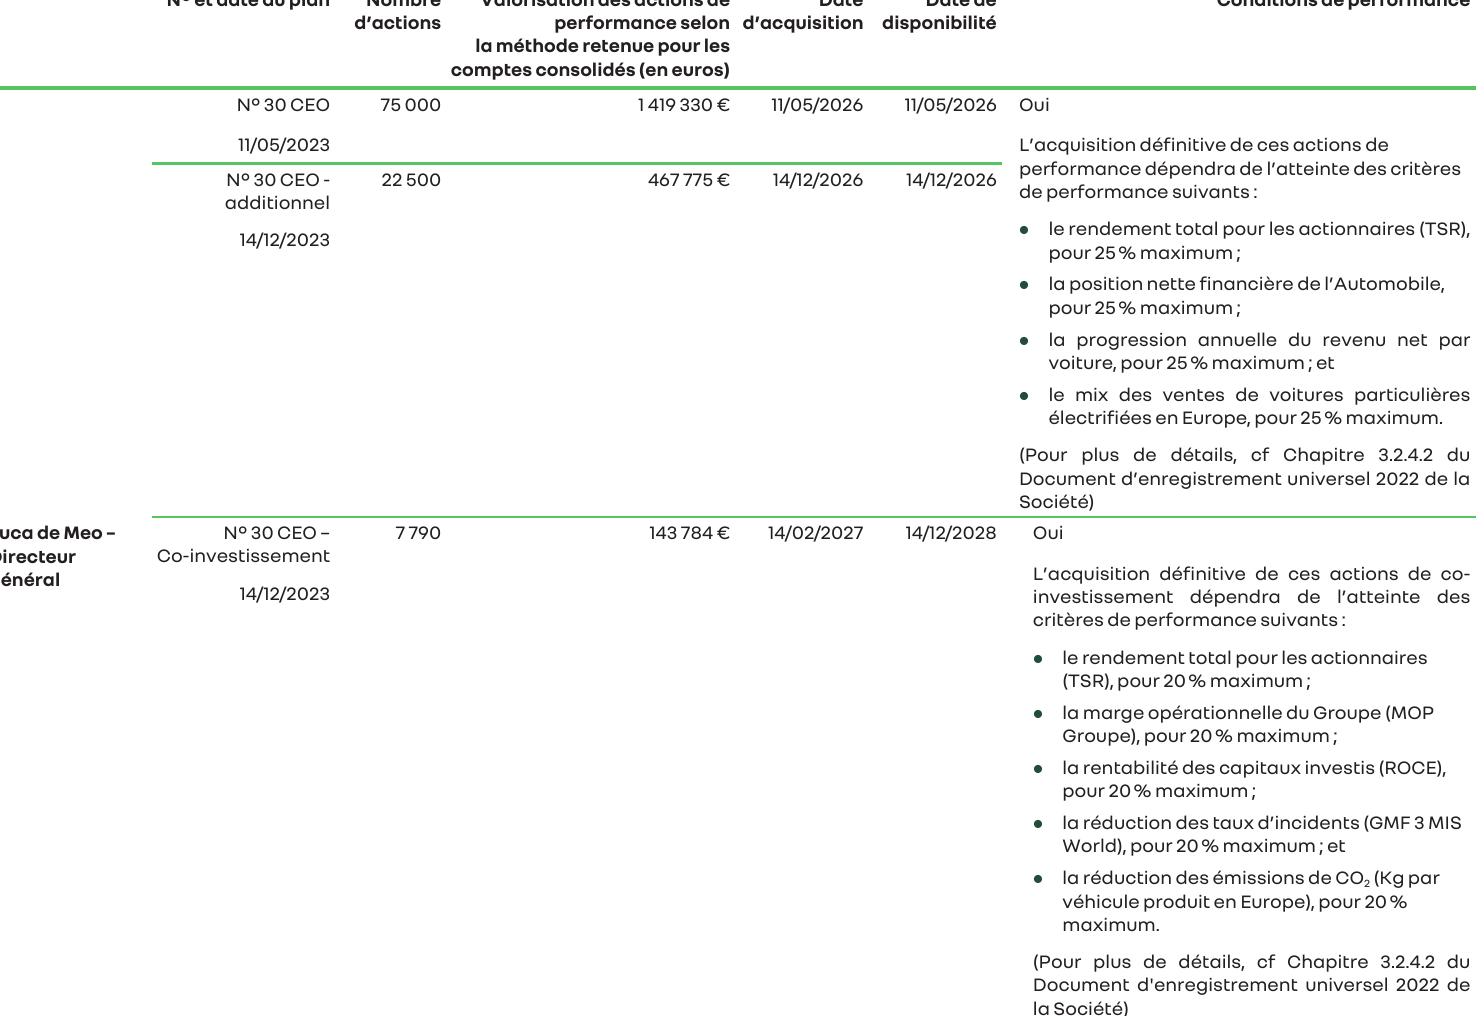 Nº et date du plan
Nombre
d’actions
Valorisation des actions de
performance selon
la méthode retenue pour les
comptes consolidés (en euros)
Date
d’acquisition
Date de
disponibilité
Conditions de performance
Nº 30 CEO
11/05/2023
75 000
1 419 330 €
11/05/2026
11/05/2026
Nº 30 CEO -
additionnel
14/12/2023
22 500
467 775 €
14/12/2026
14/12/2026
Oui
L’acquisition définitive de ces actions de
performance dépendra de l’atteinte des critères
de performance suivants :
• le rendement total pour les actionnaires (TSR),
pour 25 % maximum ;
• la position nette financière de l’Automobile,
pour 25 % maximum ;
• la progression annuelle du revenu net par
voiture, pour 25 % maximum ; et
• le mix des ventes de voitures particulières
électrifiées en Europe, pour 25 % maximum.
(Pour plus de détails, cf Chapitre 3.2.4.2 du
Document d’enregistrement universel 2022 de la
Société)
uca de Meo –
Directeur
énéral
Nº 30 CEO –
Co-investissement
14/12/2023
7 790
143 784 €
14/02/2027
14/12/2028
Oui
L’acquisition définitive de ces actions de co-
investissement dépendra de l’atteinte des
critères de performance suivants :
• le rendement total pour les actionnaires
(TSR), pour 20 % maximum ;
• la marge opérationnelle du Groupe (MOP
Groupe), pour 20 % maximum ;
• la rentabilité des capitaux investis (ROCE),
pour 20 % maximum ;
• la réduction des taux d’incidents (GMF 3 MIS
World), pour 20 % maximum ; et
• la réduction des émissions de CO₂ (Kg par
véhicule produit en Europe), pour 20 %
maximum.
(Pour plus de détails, cf Chapitre 3.2.4.2 du
Document d'enregistrement universel 2022 de
la Société)